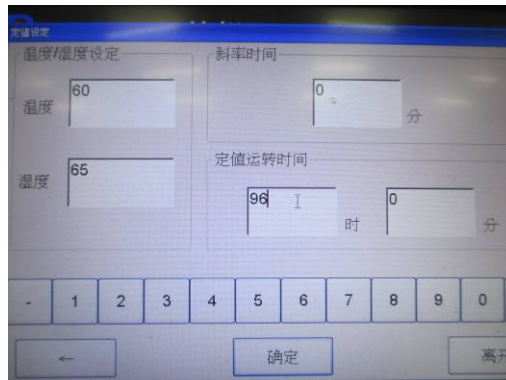 定值设定
温度/湿度设定
斜率时间
温度
60
0
分
定值运转时间
湿度
65
96
时
0
分
- 1 2 3 4 5 6 7 8 9 0
←
确定
离开